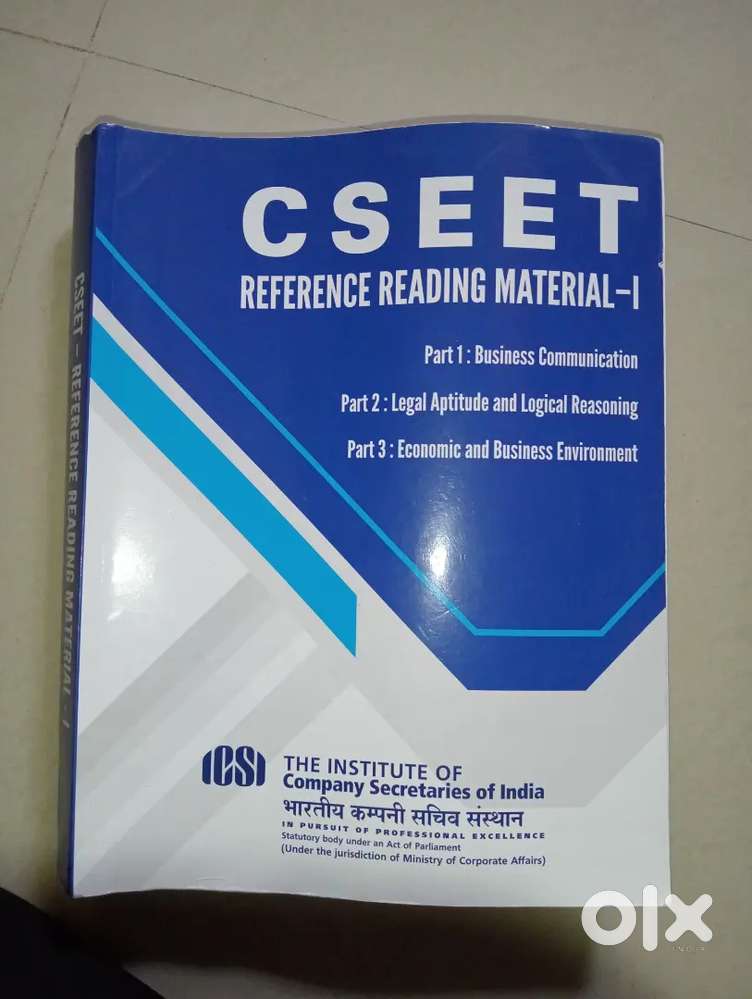 CSEET
REFERENCE READING MATERIAL–I
Part 1 : Business Communication
Part 2 : Legal Aptitude and Logical Reasoning
Part 3 : Economic and Business Environment
CSEET – REFERENCE READING MATERIAL - I
ICSI
THE INSTITUTE OF
Company Secretaries of India
भारतीय कम्पनी सचिव संस्थान
IN PURSUIT OF PROFESSIONAL EXCELLENCE
Statutory body under an Act of Parliament
(Under the jurisdiction of Ministry of Corporate Affairs)
olx